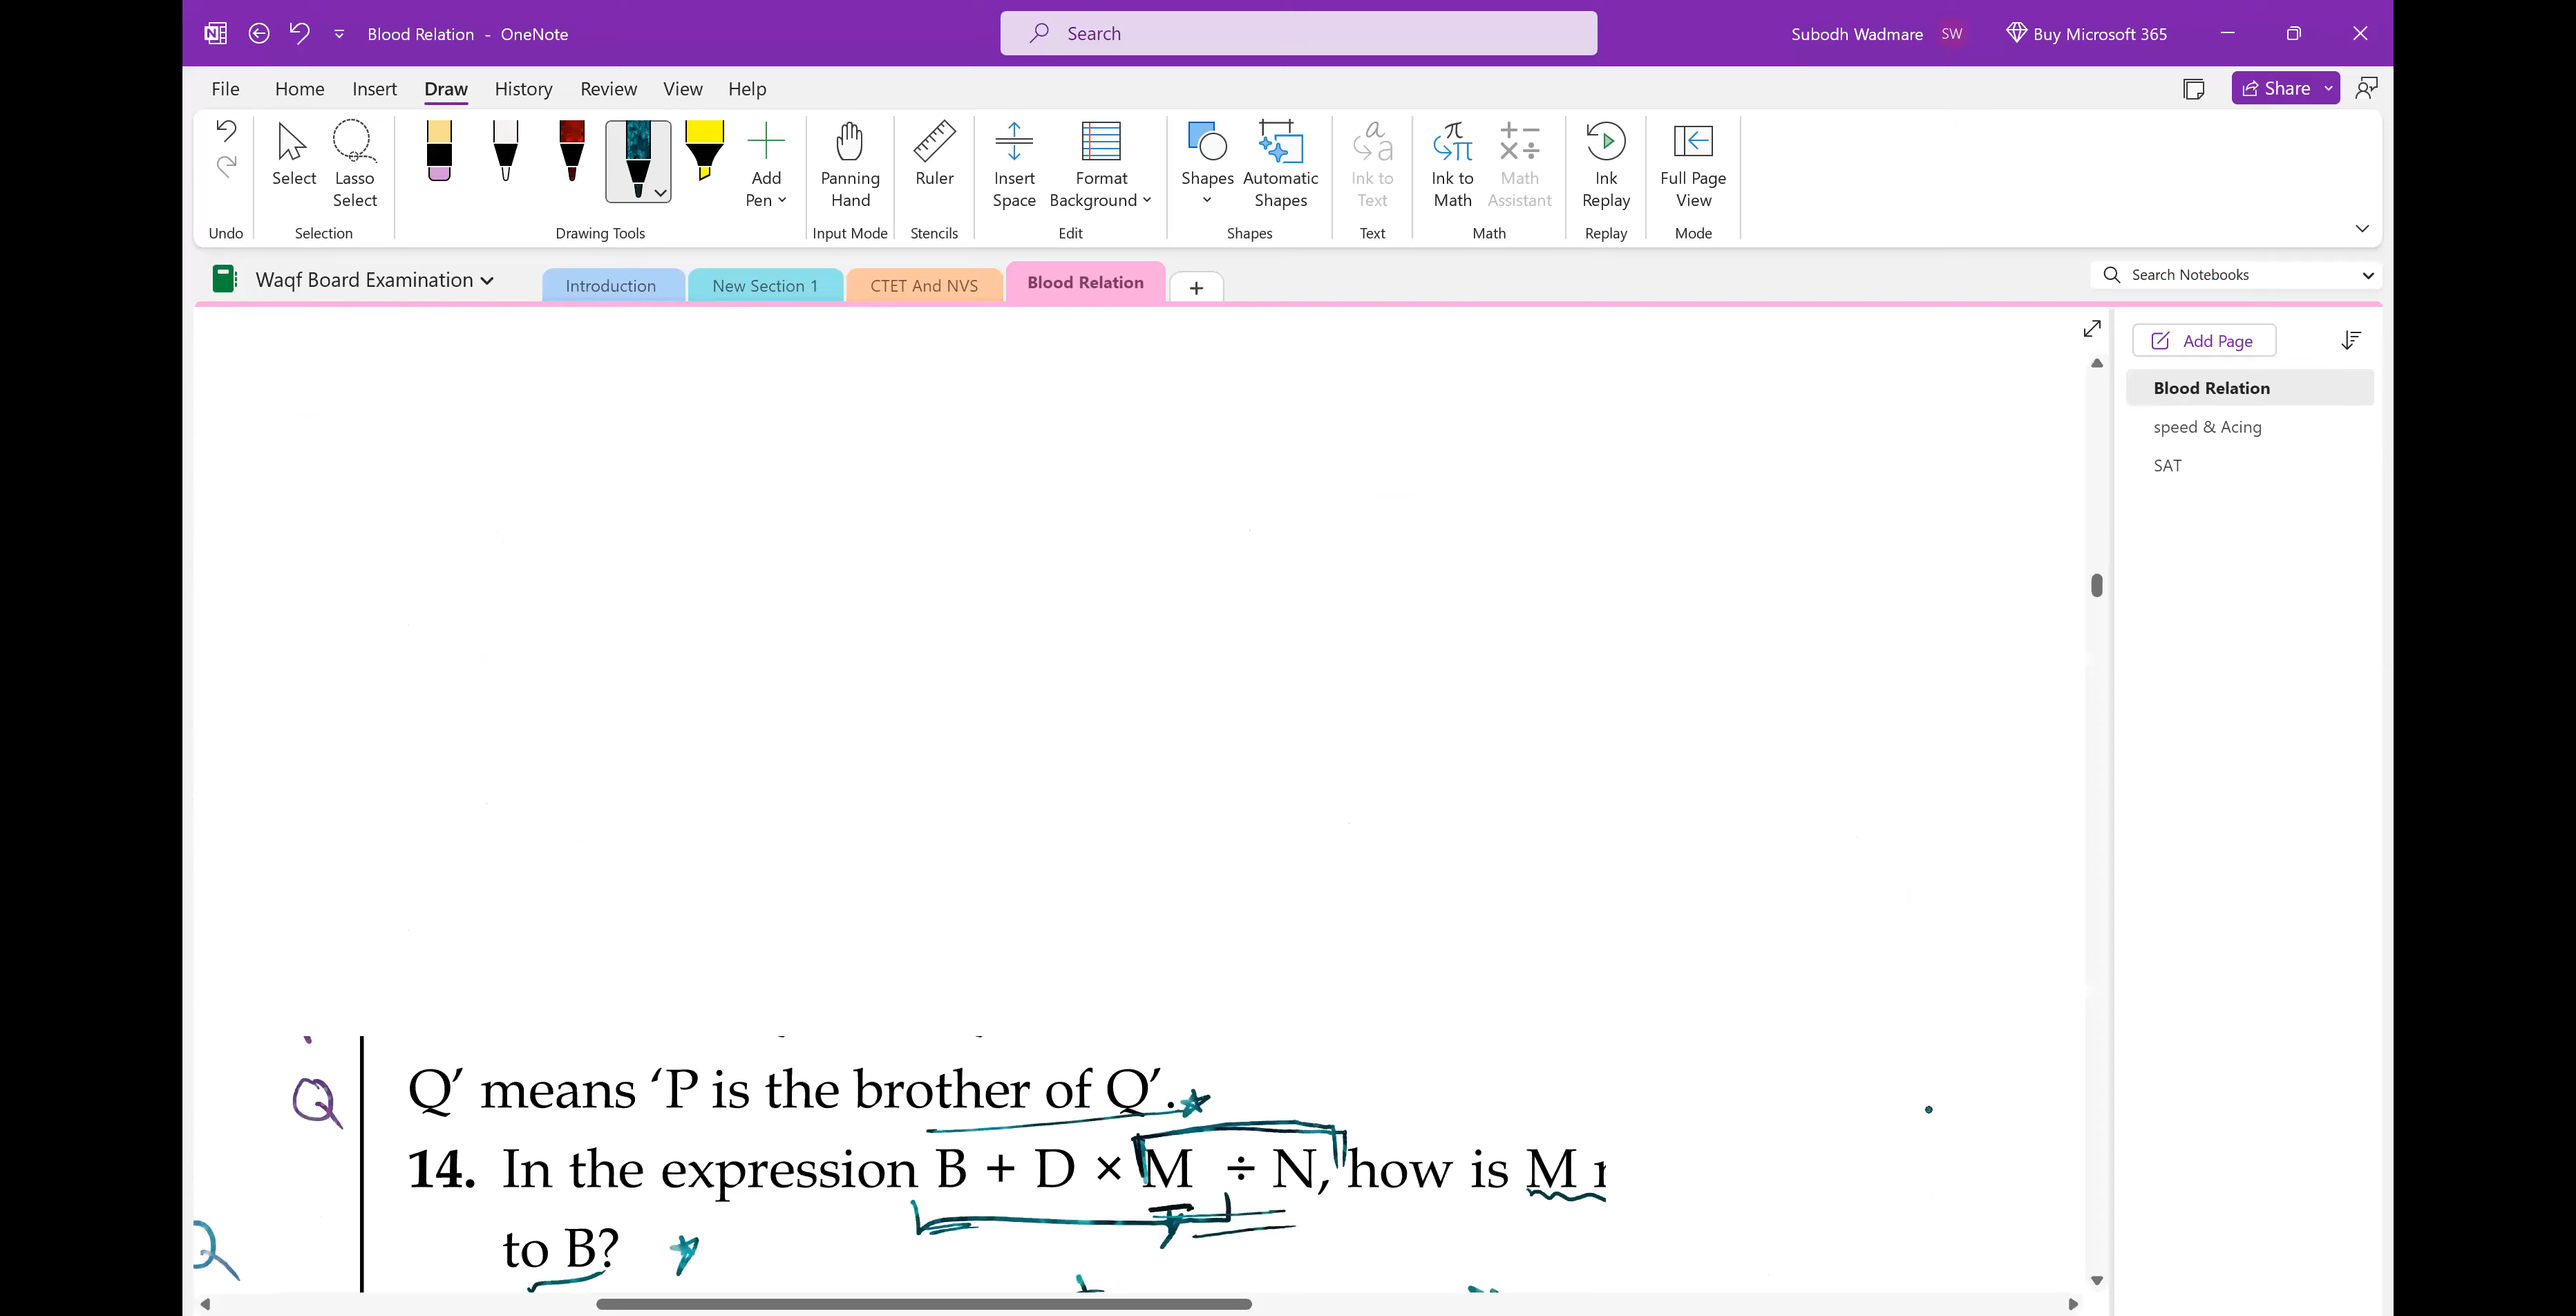 Blood Relation - OneNote
Search
Subodh Wadmare SW Buy Microsoft 365
File Home Insert Draw History Review View Help
Share
Select
Lasso Select
Add Pen
Panning Hand
Ruler
Insert Space
Format Background
Shapes
Automatic Shapes
Ink to Text
Ink to Math
Math Assistant
Ink Replay
Full Page View
Undo Selection Drawing Tools Input Mode Stencils Edit Shapes Text Math Replay Mode
Waqf Board Examination Introduction New Section 1 CTET And NVS Blood Relation +
Search Notebooks
Add Page
Blood Relation
speed & Acing
SAT
Q
Q’ means ‘P is the brother of Q’.
14. In the expression B + D × M ÷ N, how is M
to B?